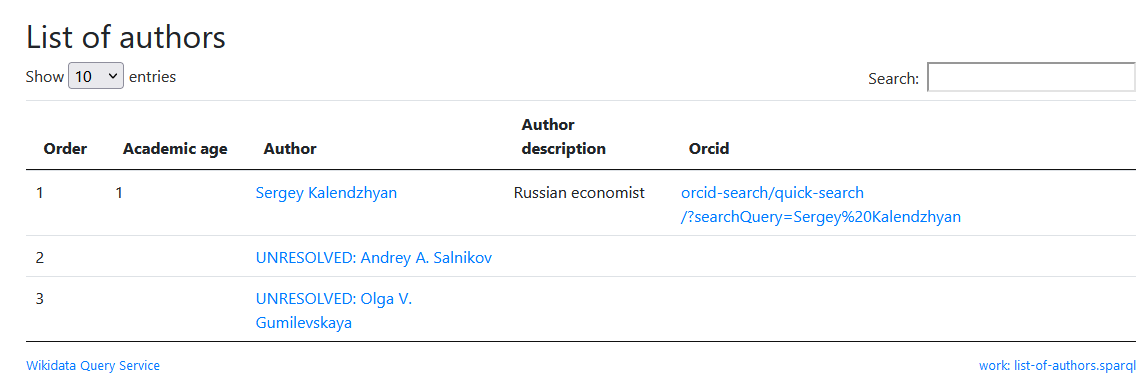 List of authors
Show 10 entries
Search:
Order Academic age Author Author description Orcid
1 1 Sergey Kalendzhyan Russian economist orcid-search/quick-search
/?searchQuery=Sergey%20Kalendzhyan
2 UNRESOLVED: Andrey A. Salnikov
3 UNRESOLVED: Olga V.
Gumilevskaya
Wikidata Query Service
work: list-of-authors.sparql